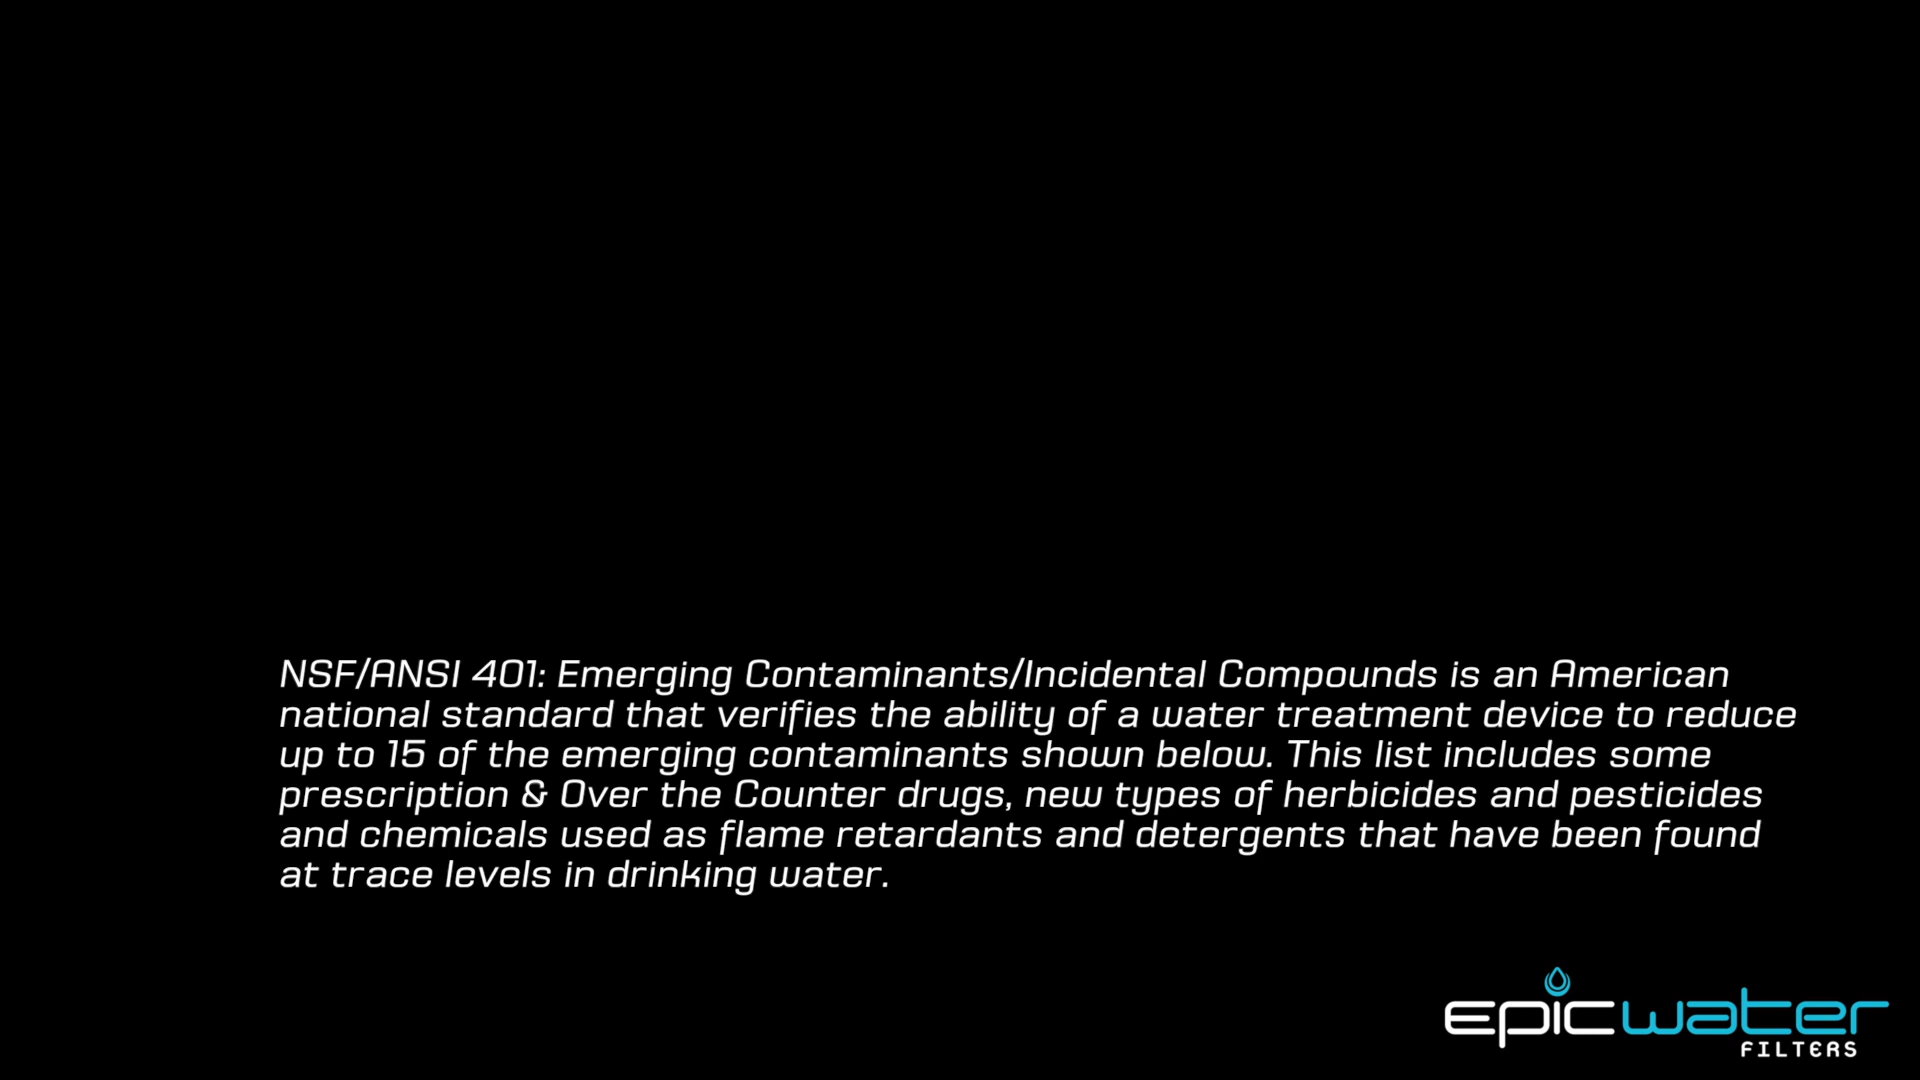 NSF/ANSI 401: Emerging Contaminants/Incidental Compounds is an American
national standard that verifies the ability of a water treatment device to reduce
up to 15 of the emerging contaminants shown below. This list includes some
prescription & Over the Counter drugs, new types of herbicides and pesticides
and chemicals used as flame retardants and detergents that have been found
at trace levels in drinking water.
epicwater
FILTERS